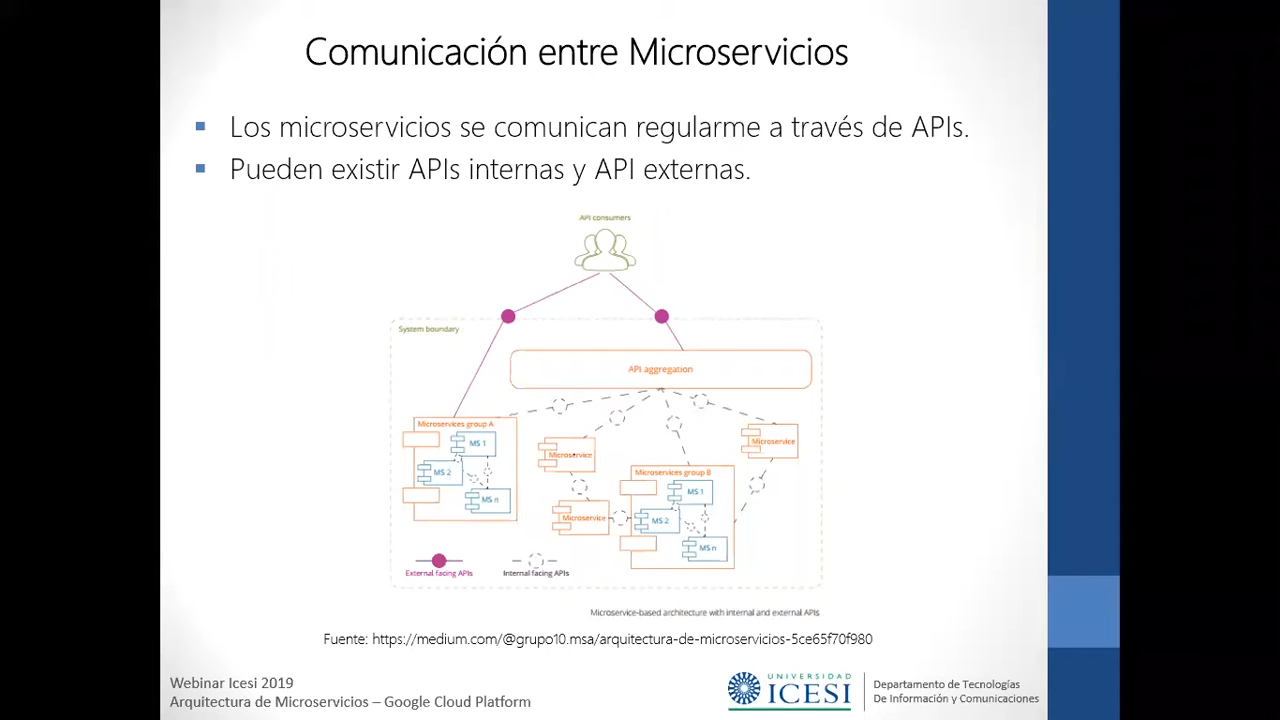 Comunicación entre Microservicios
Los microservicios se comunican regularme a través de APIs.
Pueden existir APIs internas y API externas.
API consumers
System boundary
API aggregation
Microservices group A
MS 1
MS 2
MS n
Microservice
Microservice
Microservices group B
MS 1
MS 2
MS n
Microservice
External facing APIs
Internal facing APIs
Microservice-based architecture with internal and external APIs
Fuente: https://medium.com/@grupo10.msa/arquitectura-de-microservicios-5ce65f70f980
Webinar Icesi 2019
Arquitectura de Microservicios – Google Cloud Platform
UNIVERSIDAD
ICESI
Departamento de Tecnologías
De Información y Comunicaciones